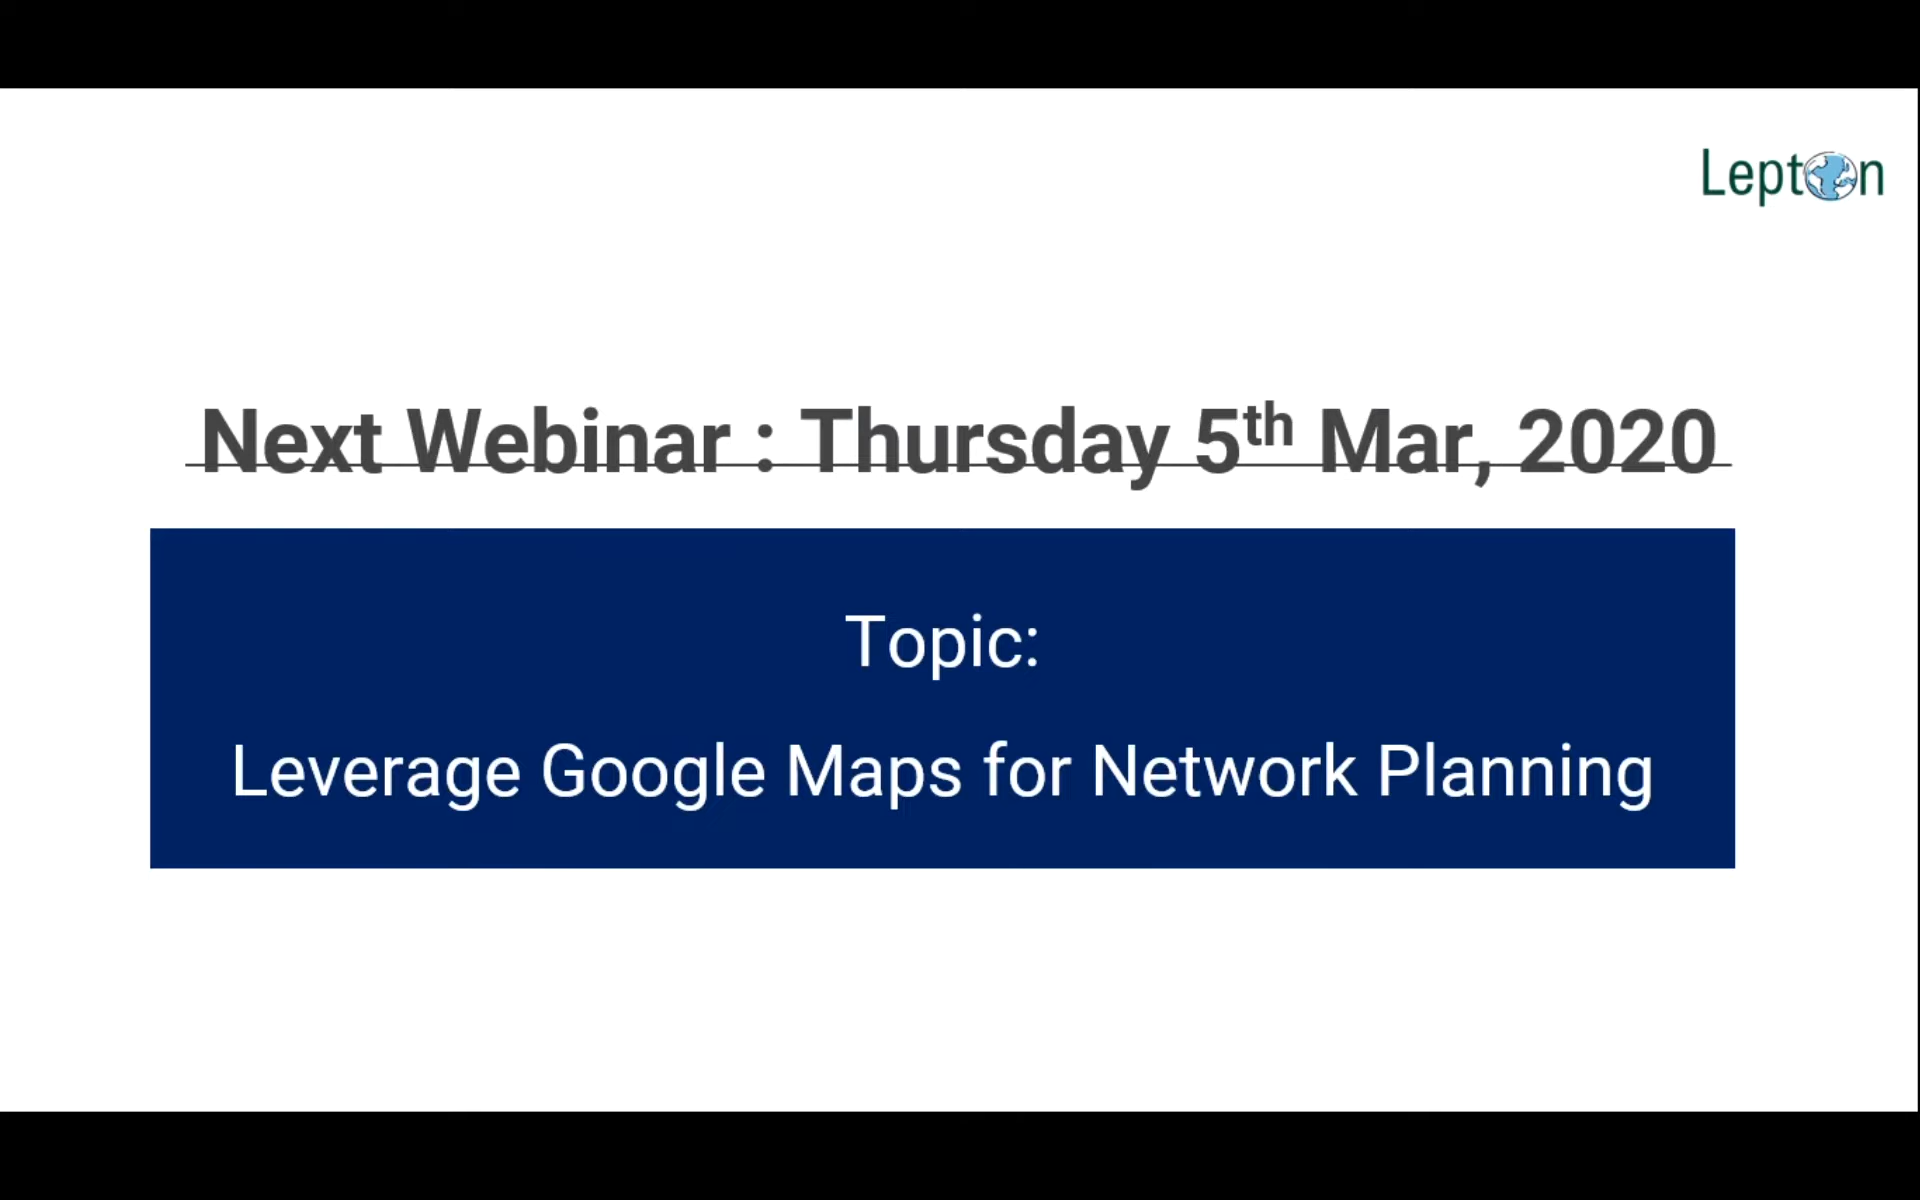 Lepton
Next Webinar : Thursday 5th Mar, 2020
Topic:
Leverage Google Maps for Network Planning